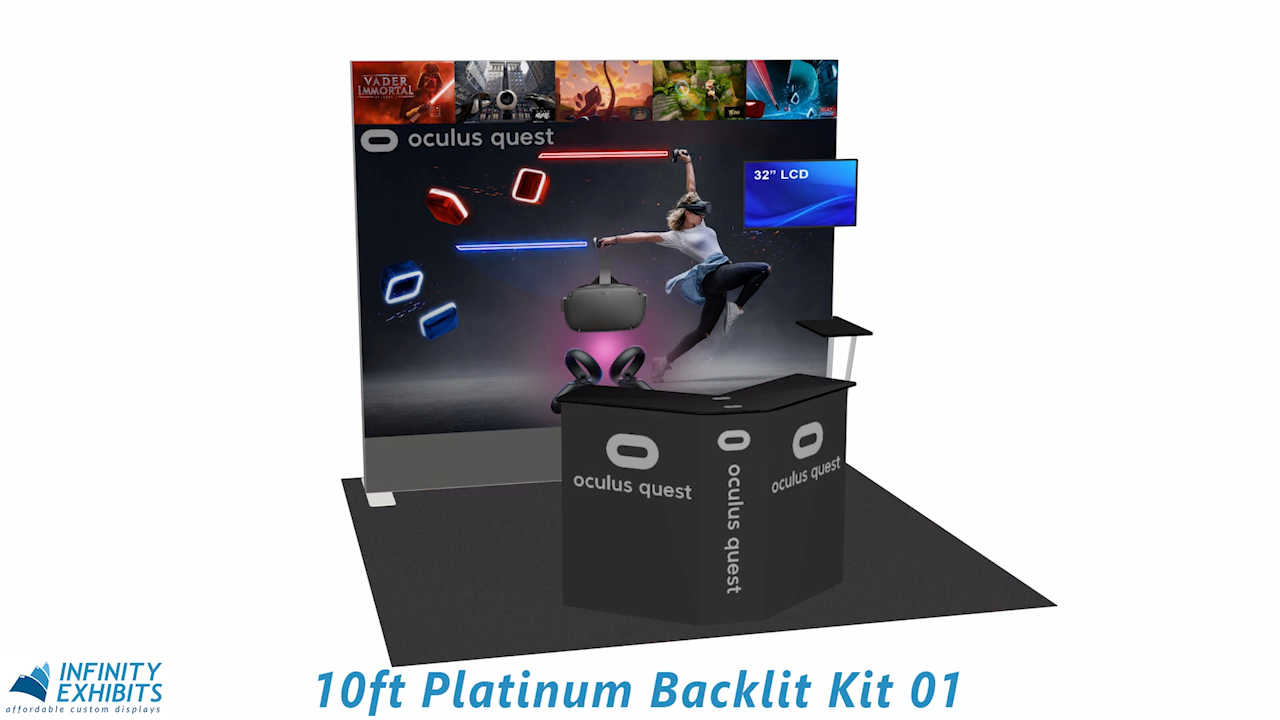 VADER
IMMORTAL
oculus quest
32” LCD
oculus quest
oculus quest
oculus quest
INFINITY
EXHIBITS
affordable custom displays
10ft Platinum Backlit Kit 01